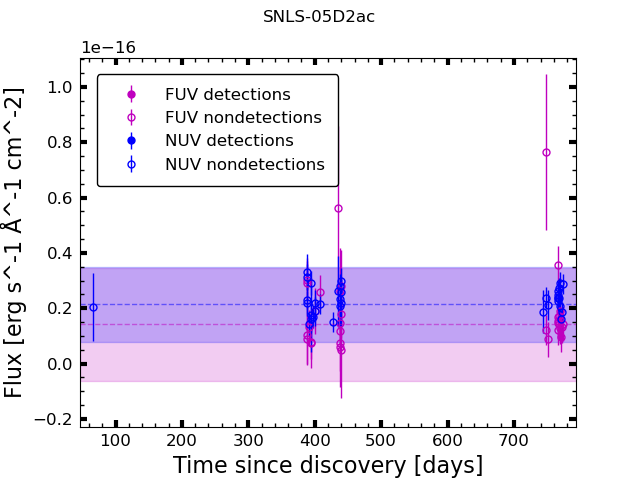 SNLS-05D2ac
1e−16
FUV detections
FUV nondetections
NUV detections
NUV nondetections
1.0
0.8
0.6
0.4
0.2
0.0
−0.2
Flux [erg s^-1 Å^-1 cm^-2]
100 200 300 400 500 600 700
Time since discovery [days]